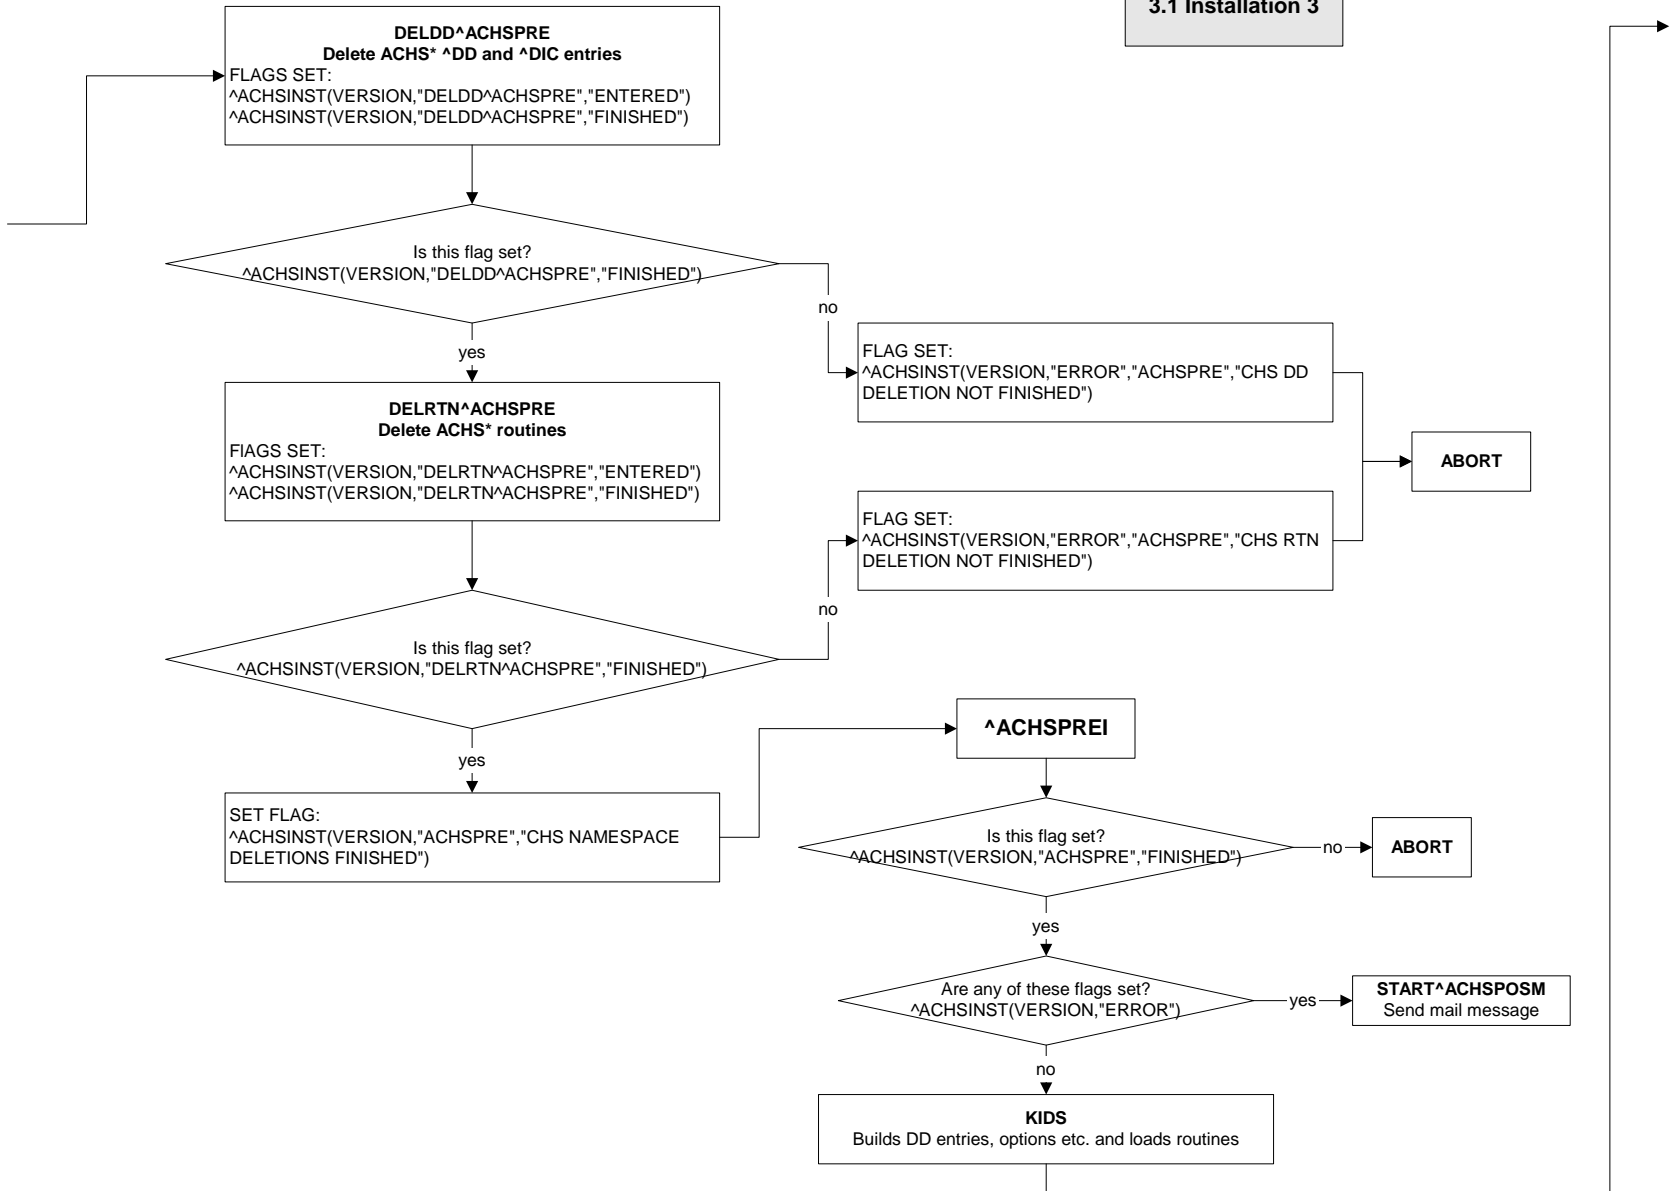 3.1 Installation 3
DELDD^ACHSPRE
Delete ACHS* ^DD and ^DIC entries
FLAGS SET:
^ACHSINST(VERSION,"DELDD^ACHSPRE","ENTERED")
^ACHSINST(VERSION,"DELDD^ACHSPRE","FINISHED")
Is this flag set?
^ACHSINST(VERSION,"DELDD^ACHSPRE","FINISHED")
no
yes
FLAG SET:
^ACHSINST(VERSION,"ERROR","ACHSPRE","CHS DD
DELETION NOT FINISHED")
DELRTN^ACHSPRE
Delete ACHS* routines
FlAGS SET:
^ACHSINST(VERSION,"DELRTN^ACHSPRE","ENTERED")
^ACHSINST(VERSION,"DELRTN^ACHSPRE","FINISHED")
ABORT
FLAG SET:
^ACHSINST(VERSION,"ERROR","ACHSPRE","CHS RTN
DELETION NOT FINISHED")
no
Is this flag set?
^ACHSINST(VERSION,"DELRTN^ACHSPRE","FINISHED")
yes
SET FLAG:
^ACHSINST(VERSION,"ACHSPRE","CHS NAMESPACE
DELETIONS FINISHED")
^ACHSPREI
Is this flag set?
^ACHSINST(VERSION,"ACHSPRE","FINISHED")
no
ABORT
yes
Are any of these flags set?
^ACHSINST(VERSION,"ERROR")
yes
START^ACHSPOSM
Send mail message
no
KIDS
Builds DD entries, options etc. and loads routines